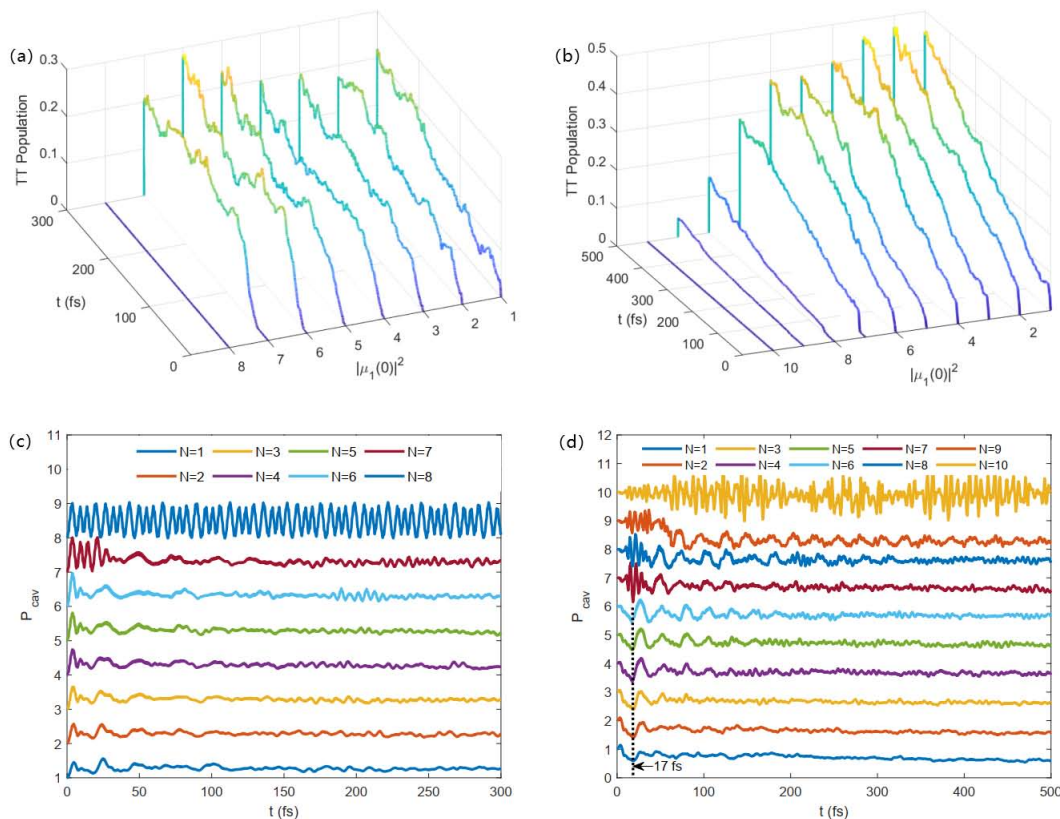 (a)
TT Population
0.3
0.2
0.1
0
300
200
100
0
t (fs)
8
7
6
5
4
3
2
1
|μ₁(0)|²
(b)
TT Population
0.5
0.4
0.3
0.2
0.1
0
500
400
300
200
100
0
t (fs)
10
8
6
4
2
|μ₁(0)|²
(c)
11
10
9
8
7
6
5
4
3
2
1
P_cav
N=1 N=3 N=5 N=7
N=2 N=4 N=6 N=8
0 50 100 150 200 250 300
t (fs)
(d)
12
11
10
9
8
7
6
5
4
3
2
1
0
P_cav
N=1 N=3 N=5 N=7 N=9
N=2 N=4 N=6 N=8 N=10
17 fs
0 100 200 300 400 500
t (fs)